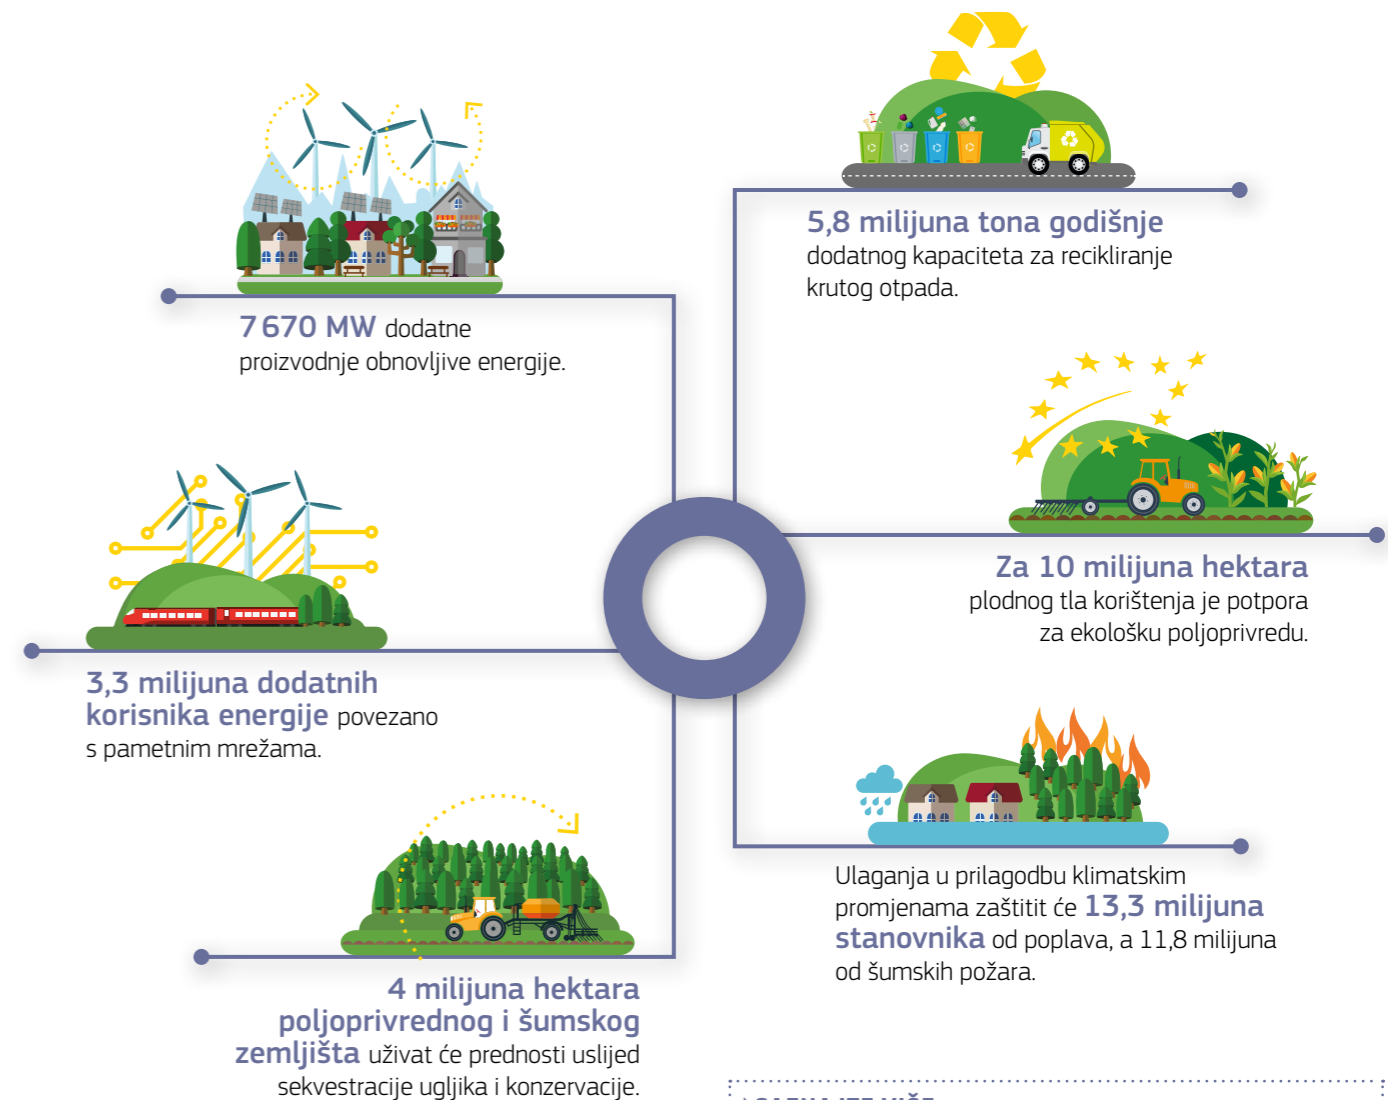 7 670 MW dodatne
proizvodnje obnovljive energije.
3,3 milijuna dodatnih
korisnika energije povezano
s pametnim mrežama.
4 milijuna hektara
poljoprivrednog i šumskog
zemljišta uživat će prednosti uslijed
sekvestracije ugljika i konzervacije.
5,8 milijuna tona godišnje
dodatnog kapaciteta za recikliranje
krutog otpada.
Za 10 milijuna hektara
plodnog tla korištenja je potpora
za ekološku poljoprivredu.
Ulaganja u prilagodbu klimatskim
promjenama zaštitit će 13,3 milijuna
stanovnika od poplava, a 11,8 milijuna
od šumskih požara.